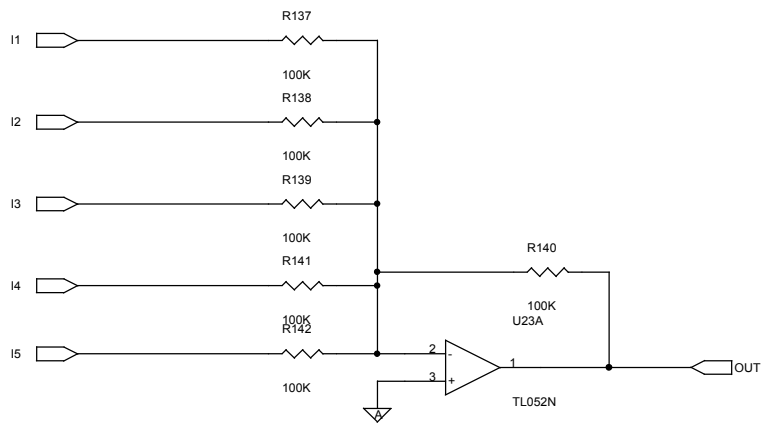 R137
I1
100K
R138
I2
100K
R139
I3
100K
R140
R141
I4
100K
100K
U23A
R142
I5
2
-
1
OUT
3
+
100K
A
TL052N